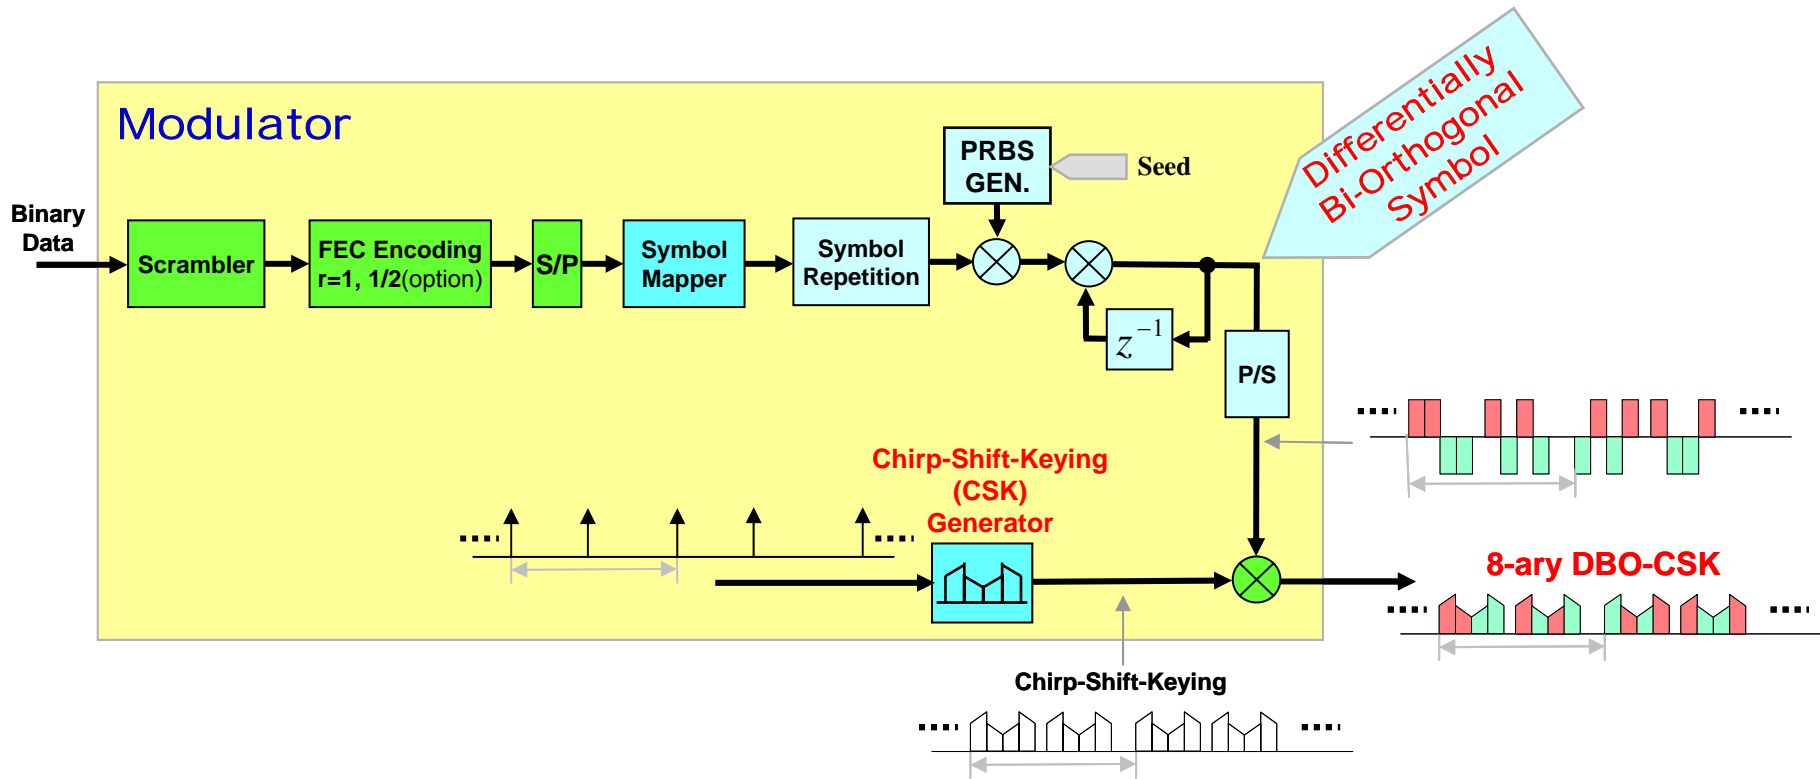 Modulator
Differentially
Bi-Orthogonal
Symbol
PRBS
GEN.
Seed
Binary
Data
Scrambler
FEC Encoding
r=1, 1/2(option)
S/P
Symbol
Mapper
Symbol
Repetition
z⁻¹
P/S
Chirp-Shift-Keying
(CSK)
Generator
8-ary DBO-CSK
Chirp-Shift-Keying